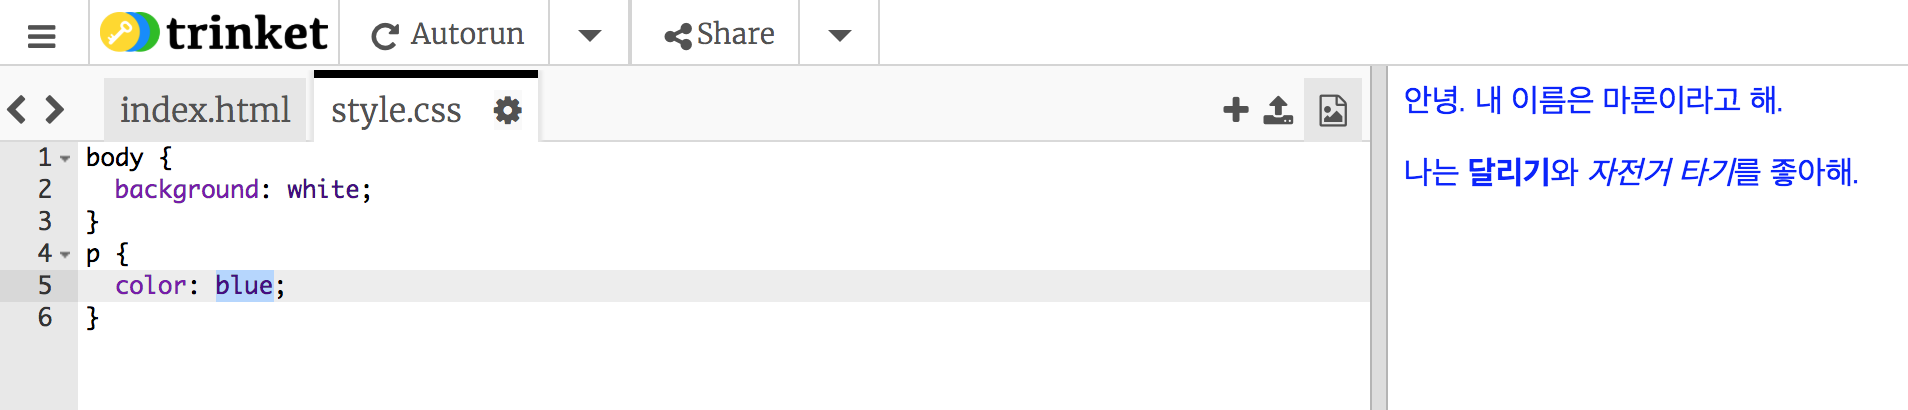 trinket Autorun Share
index.html style.css
1 body {
2 background: white;
3 }
4 p {
5 color: blue;
6 }
안녕. 내 이름은 마론이라고 해.
나는 달리기와 자전거 타기를 좋아해.